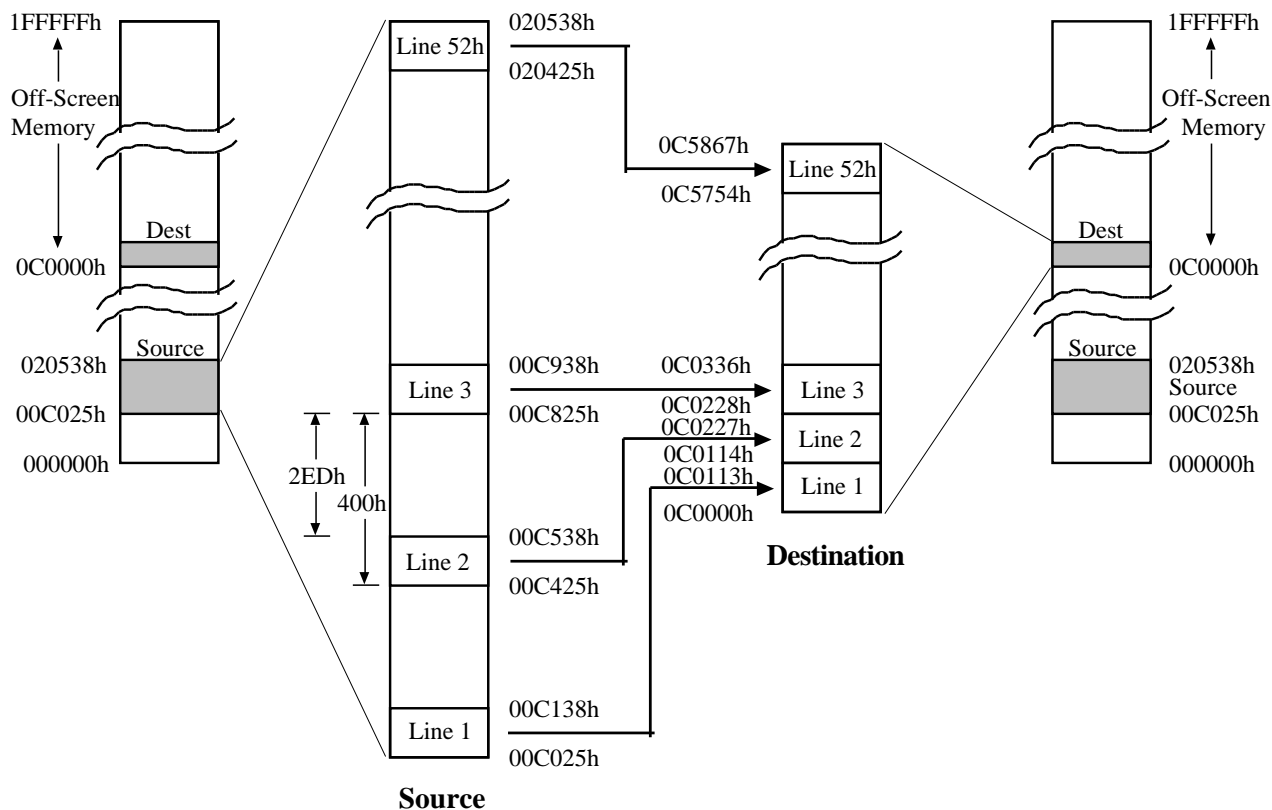 1FFFFFh
Off-Screen
Memory
Dest
0C0000h
Source
020538h
00C025h
000000h
Line 52h
020538h
020425h
Line 3
00C938h
00C825h
2EDh
400h
Line 2
00C538h
00C425h
Line 1
00C138h
00C025h
Source
0C5867h
Line 52h
0C5754h
0C0336h
Line 3
0C0228h
0C0227h
Line 2
0C0114h
0C0113h
Line 1
0C0000h
Destination
1FFFFFh
Off-Screen
Memory
Dest
0C0000h
Source
020538h
Source
00C025h
000000h